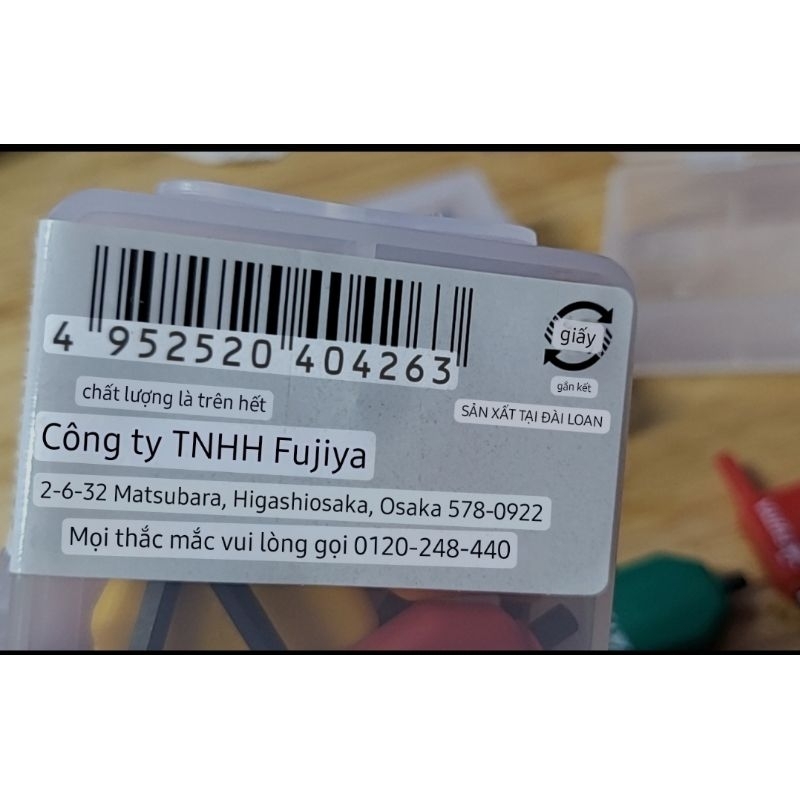 4 952520 404263
giấy
gắn kết
chất lượng là trên hết
SẢN XẤT TẠI ĐÀI LOAN
Công ty TNHH Fujiya
2-6-32 Matsubara, Higashiosaka, Osaka 578-0922
Mọi thắc mắc vui lòng gọi 0120-248-440